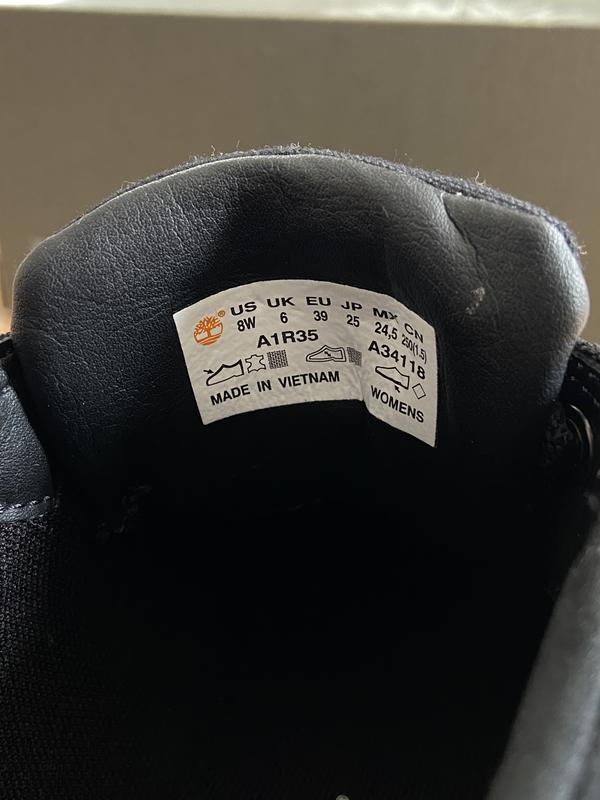 US UK EU JP MX CN
8W 6 39 25 24,5 250(1.5)
A1R35 A34118
MADE IN VIETNAM WOMENS